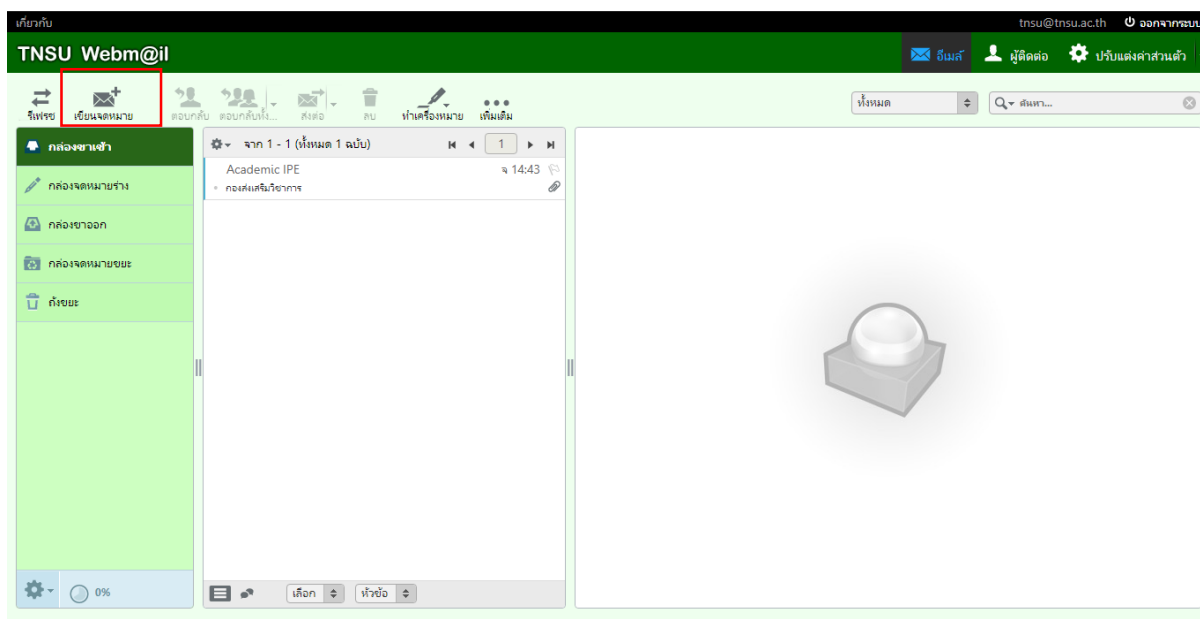 เกี่ยวกับ
tnsu@tnsu.ac.th ออกจากระบบ
TNSU Webm@il
อีเมล์ ผู้ติดต่อ ปรับแต่งค่าส่วนตัว
รีเฟรช เขียนจดหมาย ตอบกลับ ตอบกลับทั้ง... ส่งต่อ ลบ ทำเครื่องหมาย เพิ่มเติม
ทั้งหมด ค้นหา...
กล่องขาเข้า
กล่องจดหมายร่าง
กล่องขาออก
กล่องจดหมายขยะ
ถังขยะ
จาก 1 - 1 (ทั้งหมด 1 ฉบับ) 1
Academic IPE จ 14:43
กองส่งเสริมวิชาการ
0% เลือก หัวข้อ